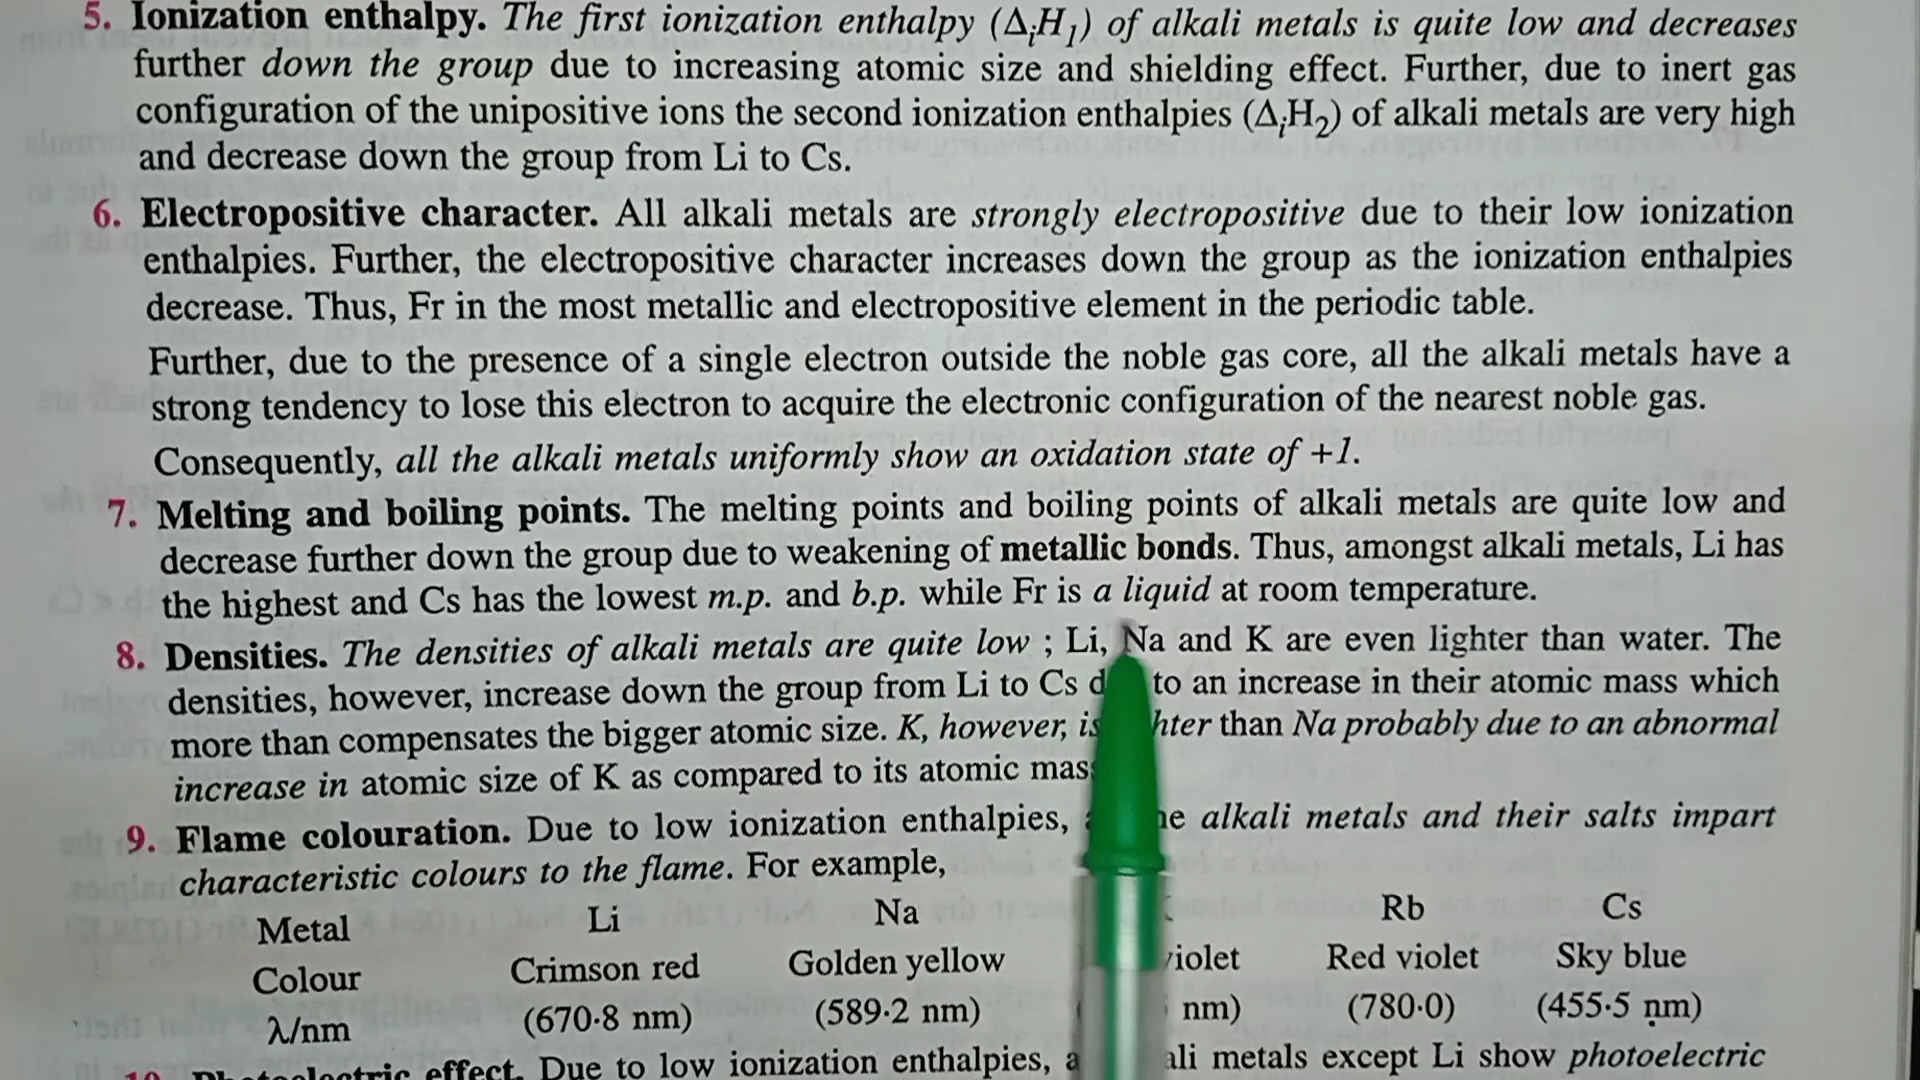 5. Ionization enthalpy. The first ionization enthalpy (ΔiH1) of alkali metals is quite low and decreases
further down the group due to increasing atomic size and shielding effect. Further, due to inert gas
configuration of the unipositive ions the second ionization enthalpies (ΔiH2) of alkali metals are very high
and decrease down the group from Li to Cs.
6. Electropositive character. All alkali metals are strongly electropositive due to their low ionization
enthalpies. Further, the electropositive character increases down the group as the ionization enthalpies
decrease. Thus, Fr in the most metallic and electropositive element in the periodic table.
Further, due to the presence of a single electron outside the noble gas core, all the alkali metals have a
strong tendency to lose this electron to acquire the electronic configuration of the nearest noble gas.
Consequently, all the alkali metals uniformly show an oxidation state of +1.
7. Melting and boiling points. The melting points and boiling points of alkali metals are quite low and
decrease further down the group due to weakening of metallic bonds. Thus, amongst alkali metals, Li has
the highest and Cs has the lowest m.p. and b.p. while Fr is a liquid at room temperature.
8. Densities. The densities of alkali metals are quite low ; Li, Na and K are even lighter than water. The
densities, however, increase down the group from Li to Cs to an increase in their atomic mass which
more than compensates the bigger atomic size. K, however, is than Na probably due to an abnormal
increase in atomic size of K as compared to its atomic
9. Flame colouration. Due to low ionization enthalpies, alkali metals and their salts impart
characteristic colours to the flame. For example,
Metal Li Na Rb Cs
Colour Crimson red Golden yellow violet Red violet Sky blue
λ/nm (670·8 nm) (589·2 nm) nm) (780·0) (455·5 nm)
10. Photoelectric effect. Due to low ionization enthalpies, metals except Li show photoelectric